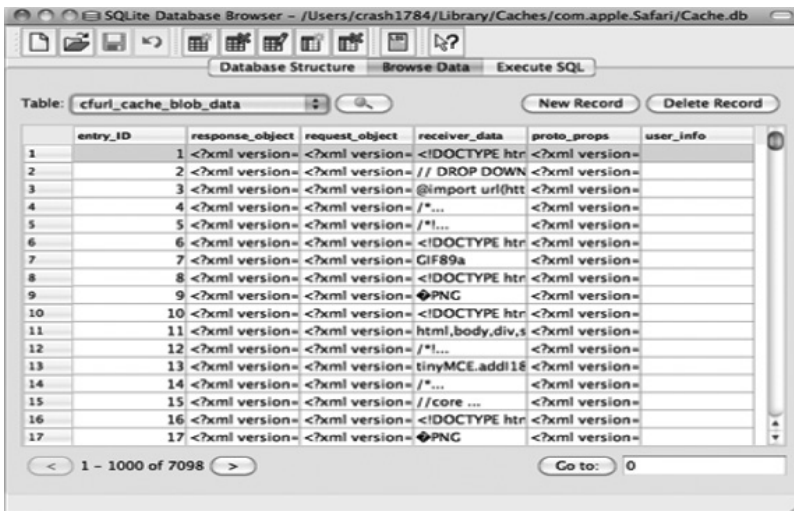 SQLite Database Browser - /Users/crash1784/Library/Caches/com.apple.Safari/Cache.db
Database Structure Browse Data Execute SQL
Table: cfurl_cache_blob_data New Record Delete Record
entry_ID response_object request_object receiver_data proto_props user_info
1 1 <?xml version= <?xml version= <!DOCTYPE htr <?xml version=
2 2 <?xml version= <?xml version= // DROP DOWN <?xml version=
3 3 <?xml version= <?xml version= @import url(htt <?xml version=
4 4 <?xml version= <?xml version= /*... <?xml version=
5 5 <?xml version= <?xml version= /*!... <?xml version=
6 6 <?xml version= <?xml version= <!DOCTYPE htr <?xml version=
7 7 <?xml version= <?xml version= GIF89a <?xml version=
8 8 <?xml version= <?xml version= <!DOCTYPE htr <?xml version=
9 9 <?xml version= <?xml version= �PNG <?xml version=
10 10 <?xml version= <?xml version= <!DOCTYPE htr <?xml version=
11 11 <?xml version= <?xml version= html,body,div,s <?xml version=
12 12 <?xml version= <?xml version= /*!... <?xml version=
13 13 <?xml version= <?xml version= tinyMCE.addI18 <?xml version=
14 14 <?xml version= <?xml version= /*... <?xml version=
15 15 <?xml version= <?xml version= //core ... <?xml version=
16 16 <?xml version= <?xml version= <!DOCTYPE htr <?xml version=
17 17 <?xml version= <?xml version= �PNG <?xml version=
< 1 - 1000 of 7098 > Go to: 0